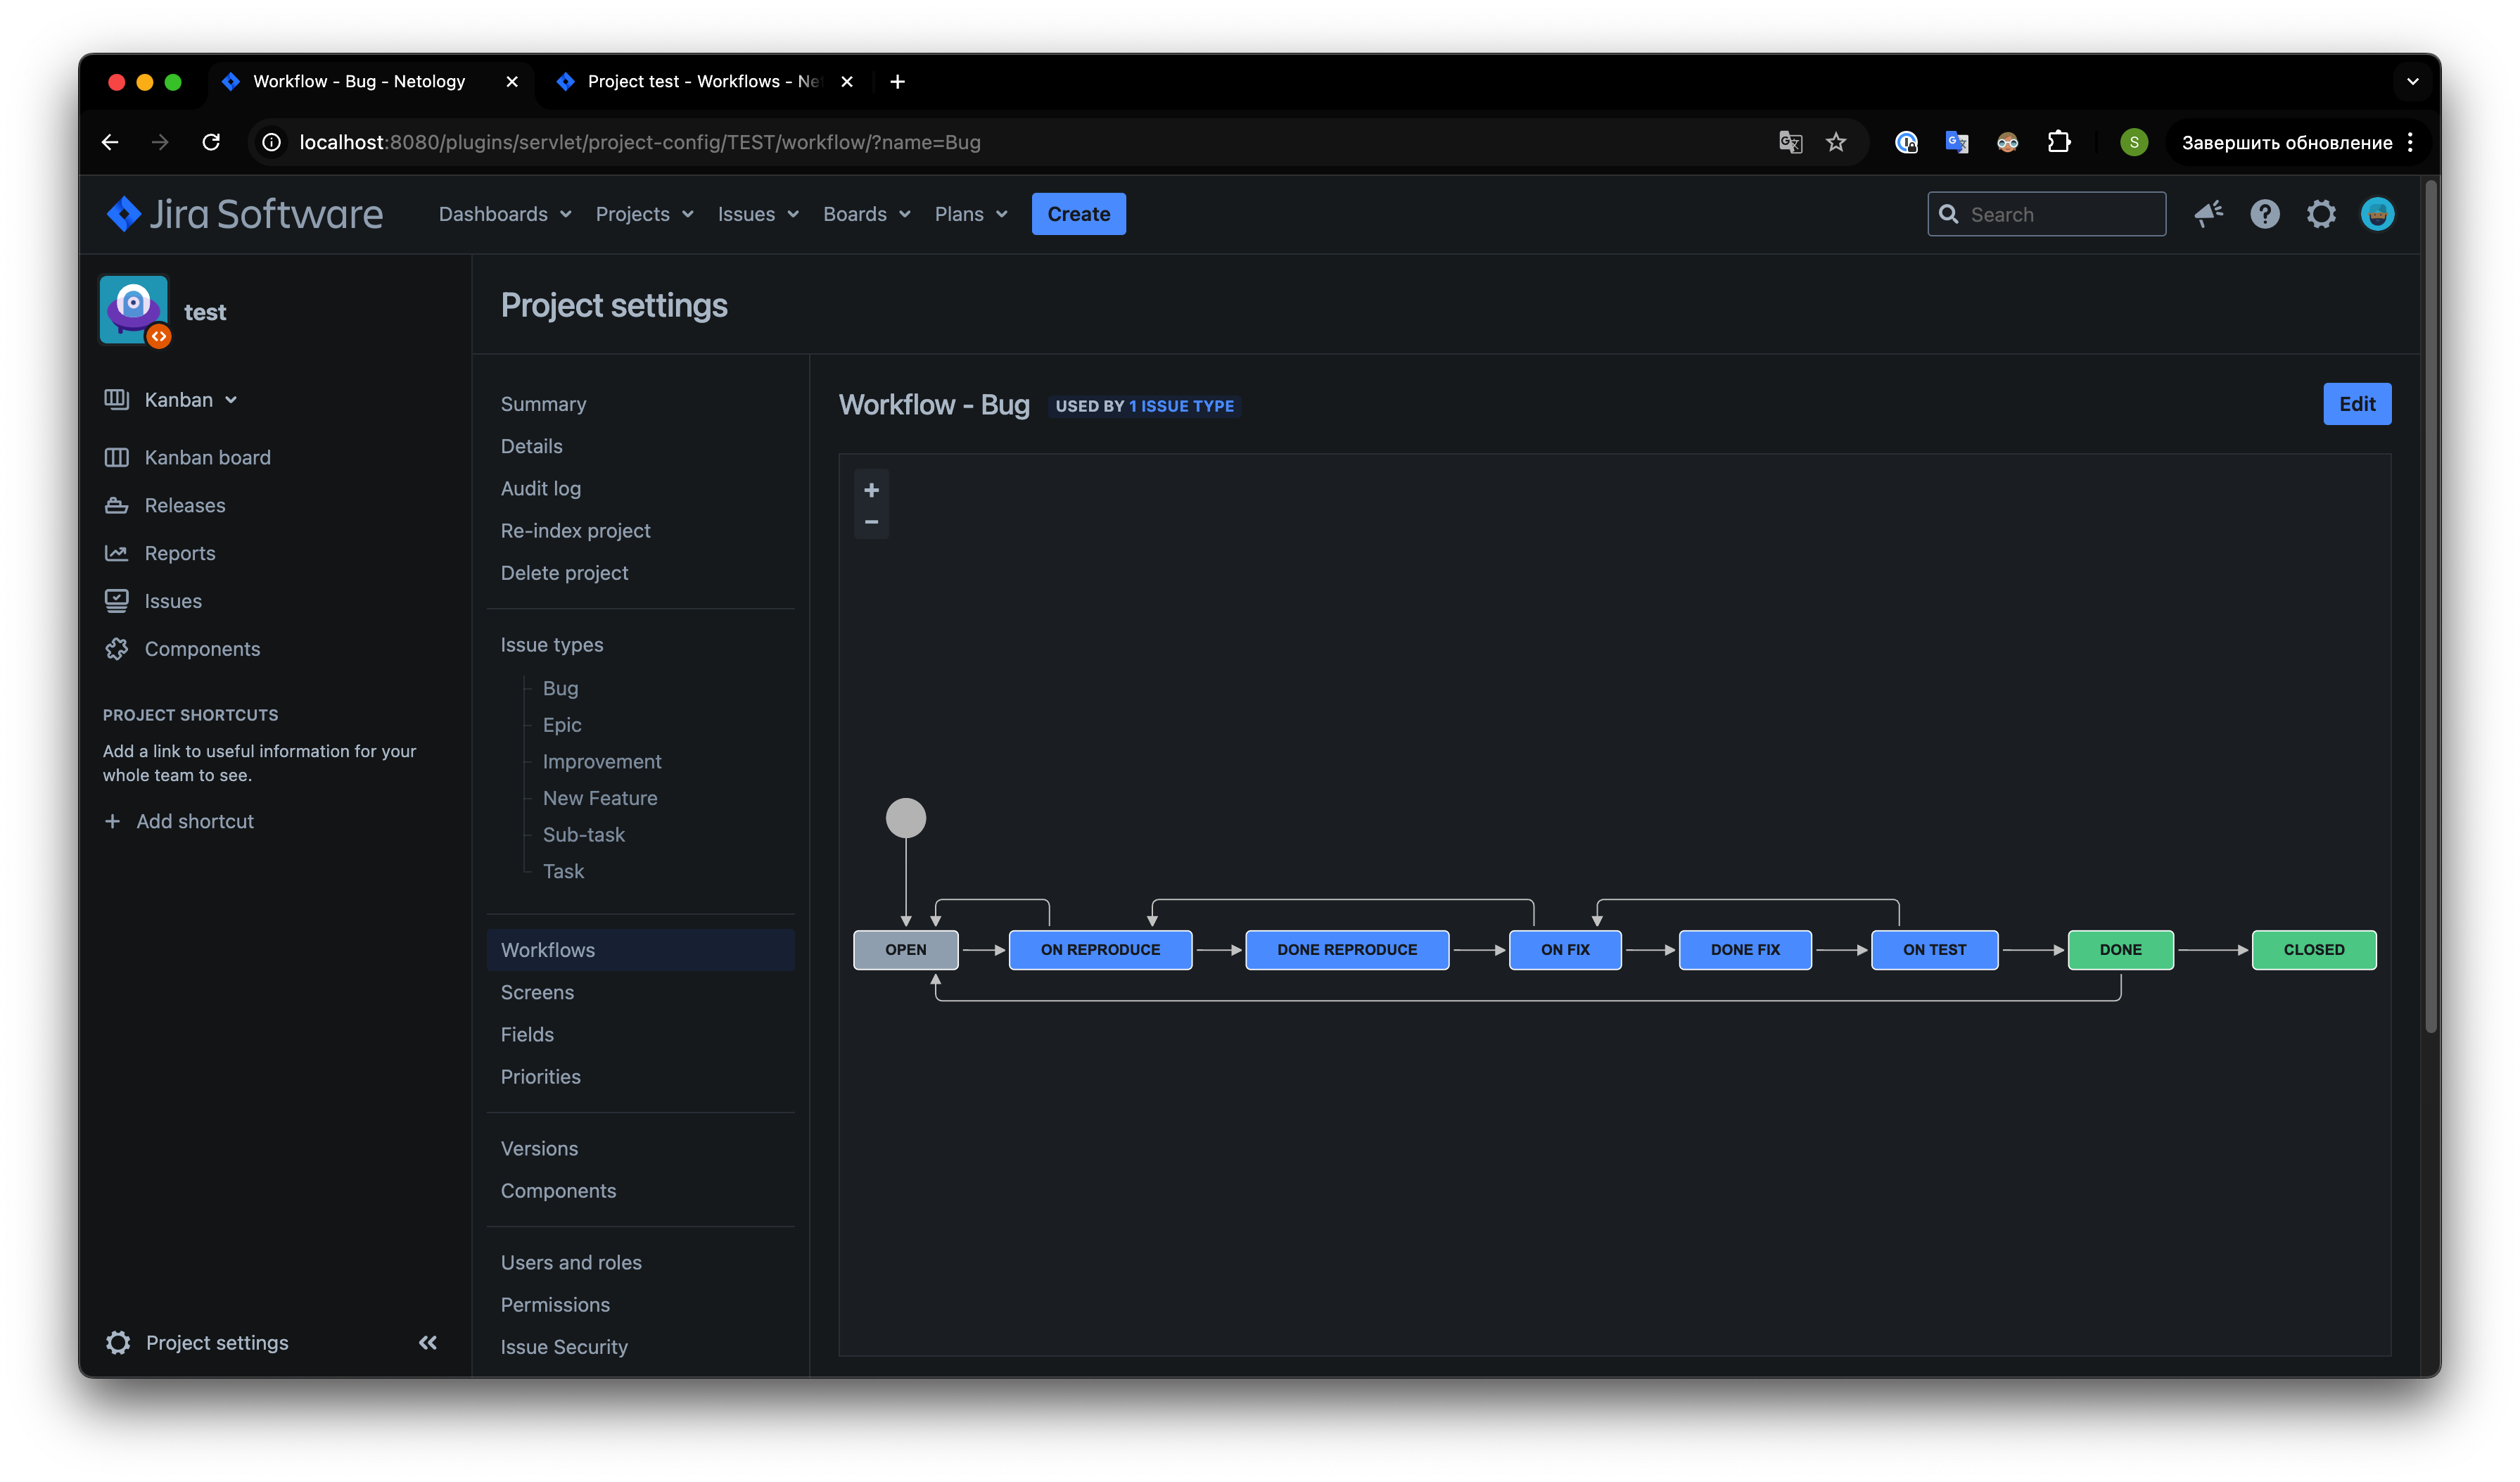 Workflow - Bug - Netology
Project test - Workflows - Ne
localhost:8080/plugins/servlet/project-config/TEST/workflow/?name=Bug
S
Завершить обновление
Jira Software
Dashboards
Projects
Issues
Boards
Plans
Create
Search
test
Kanban
Kanban board
Releases
Reports
Issues
Components
PROJECT SHORTCUTS
Add a link to useful information for your
whole team to see.
+ Add shortcut
Project settings
Project settings
Summary
Details
Audit log
Re-index project
Delete project
Issue types
Bug
Epic
Improvement
New Feature
Sub-task
Task
Workflows
Screens
Fields
Priorities
Versions
Components
Users and roles
Permissions
Issue Security
Workflow - Bug
USED BY 1 ISSUE TYPE
Edit
+
−
OPEN
ON REPRODUCE
DONE REPRODUCE
ON FIX
DONE FIX
ON TEST
DONE
CLOSED